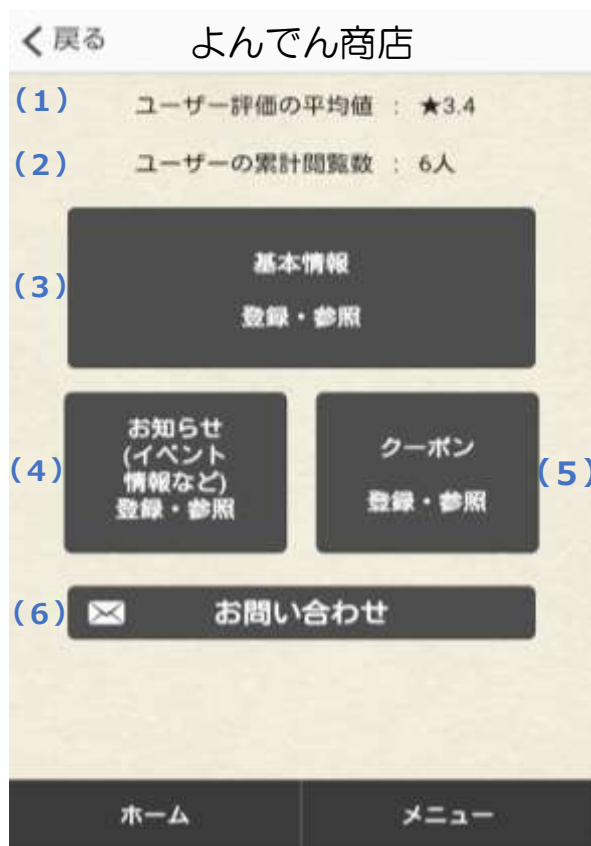 戻る よんでん商店
(1) ユーザー評価の平均値 : ★3.4
(2) ユーザーの累計閲覧数 : 6人
(3)
基本情報
登録・参照
(4)
お知らせ
(イベント
情報など)
登録・参照
クーポン
登録・参照
(5)
(6) お問い合わせ
ホーム メニュー